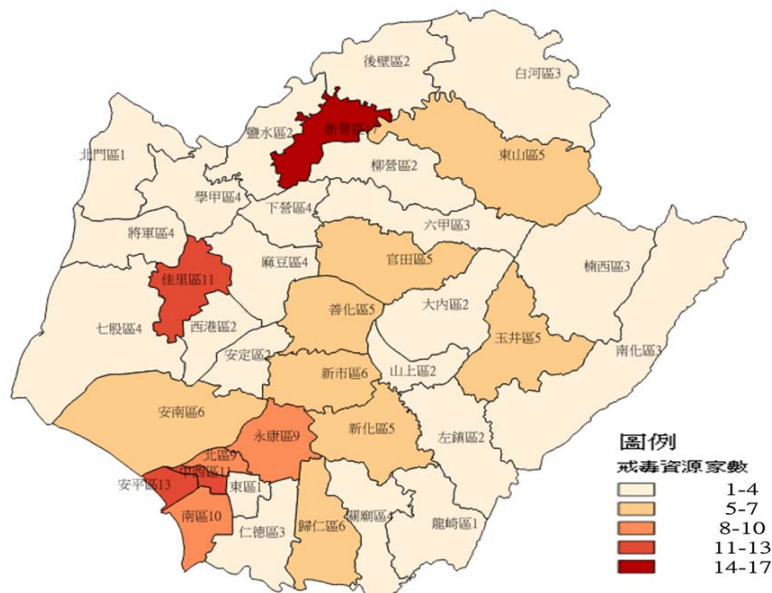 後壁區2
白河區3
鹽水區2
新營區17
東山區5
北門區1
柳營區2
學甲區4
下營區4
六甲區3
將軍區4
麻豆區4
官田區5
楠西區3
佳里區11
大內區2
善化區5
七股區4
西港區2
玉井區5
南化區3
安定區2
新市區6
山上區2
安南區6
永康區9
新化區5
左鎮區2
北區9
中西區11
安平區13
東區1
南區10
仁德區3
歸仁區6
關廟區4
龍崎區1
圖例
戒毒資源家數
1-4
5-7
8-10
11-13
14-17